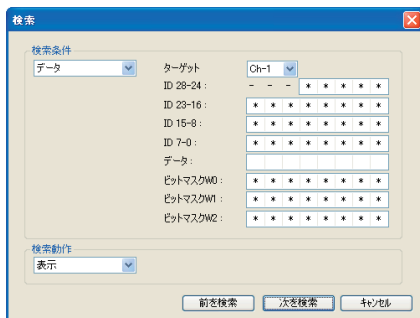 検索
検索条件
データ
ターゲット Ch-1
ID 28-24 : - - - * * * * *
ID 23-16 : * * * * * * * *
ID 15-8 : * * * * * * * *
ID 7-0 : * * * * * * * *
データ :
ビットマスクW0 : * * * * * * * *
ビットマスクW1 : * * * * * * * *
ビットマスクW2 : * * * * * * * *
検索動作
表示
前を検索 次を検索 キャンセル